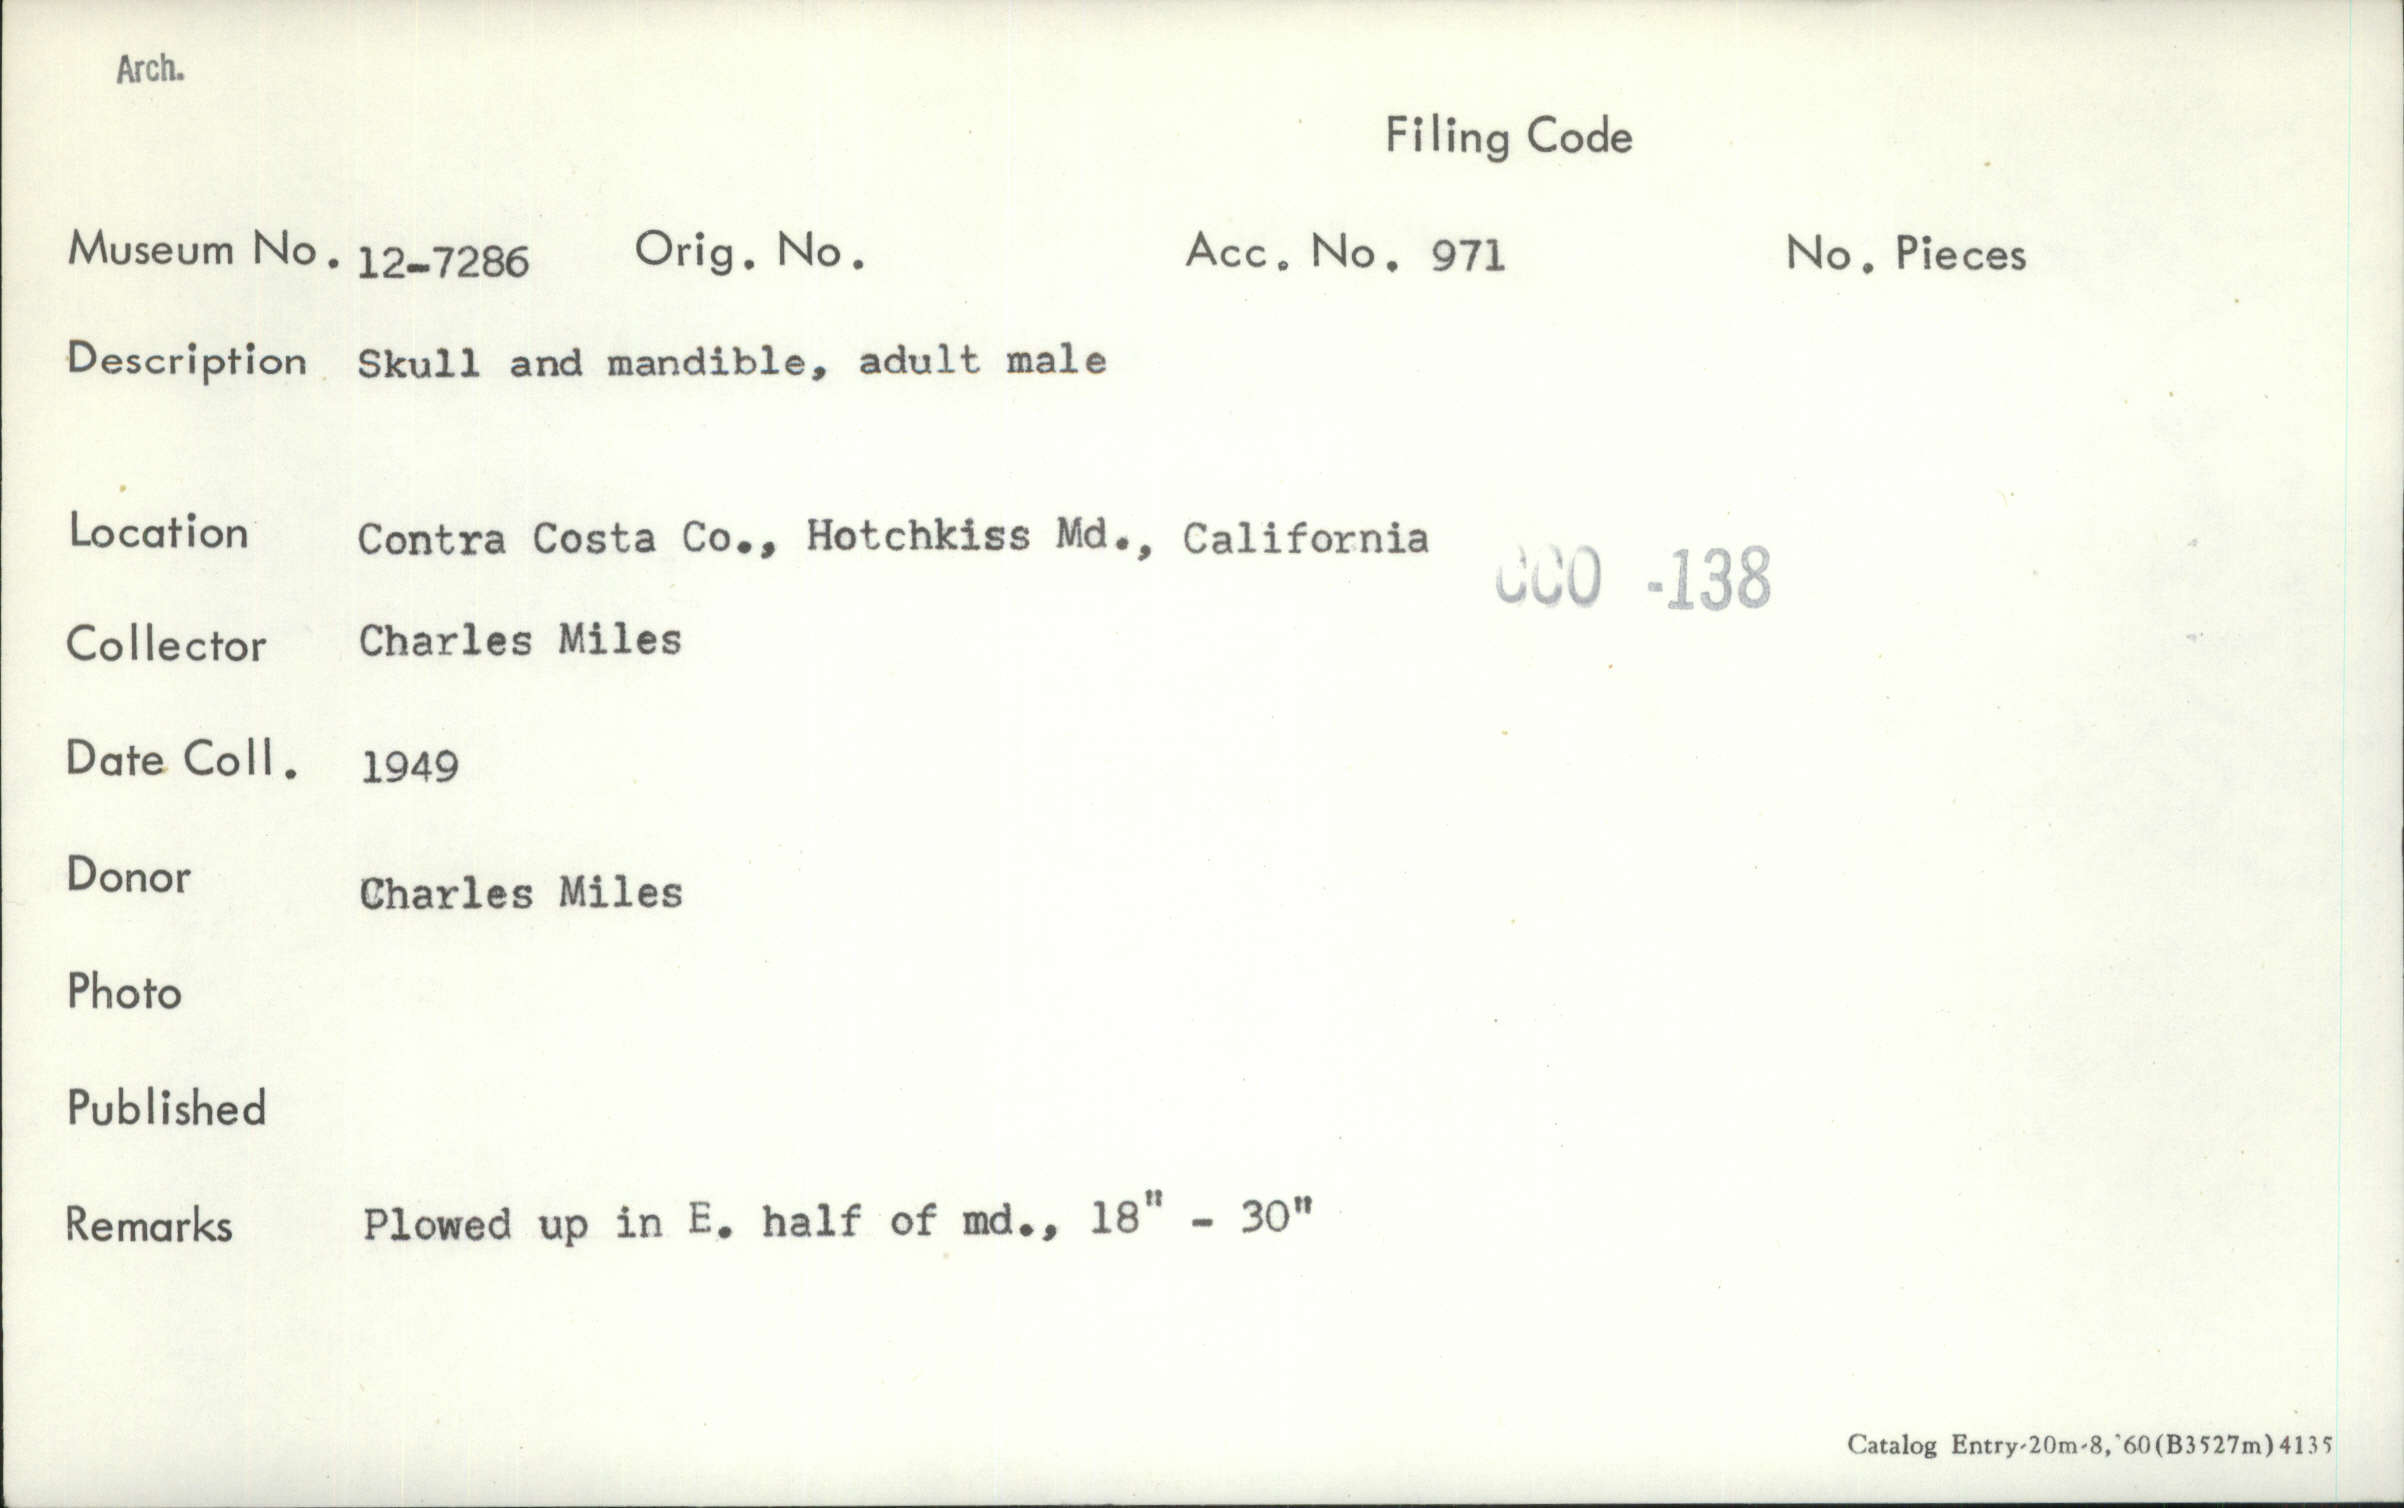 Arch.
Filing Code
Museum No. 12-7286 Orig. No. Acc. No. 971 No. Pieces
Description Skull and mandible, adult male
Location Contra Costa Co., Hotchkiss Md., California
CCO -138
Collector Charles Miles
Date Coll. 1949
Donor Charles Miles
Photo
Published
Remarks Plowed up in E. half of md., 18" - 30"
Catalog Entry-20m-8,'60(B3527m)4135